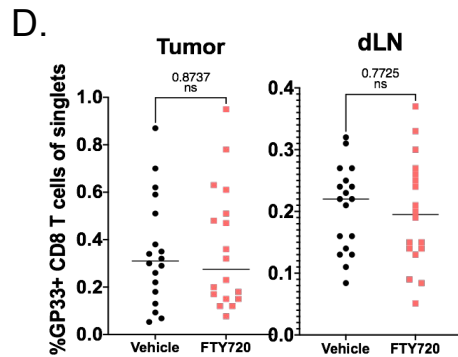 D.
Tumor
dLN
%GP33+ CD8 T cells of singlets
0.8737
ns
1.0
0.8
0.6
0.4
0.2
0.0
Vehicle
FTY720
0.7725
ns
0.4
0.3
0.2
0.1
0.0
Vehicle
FTY720